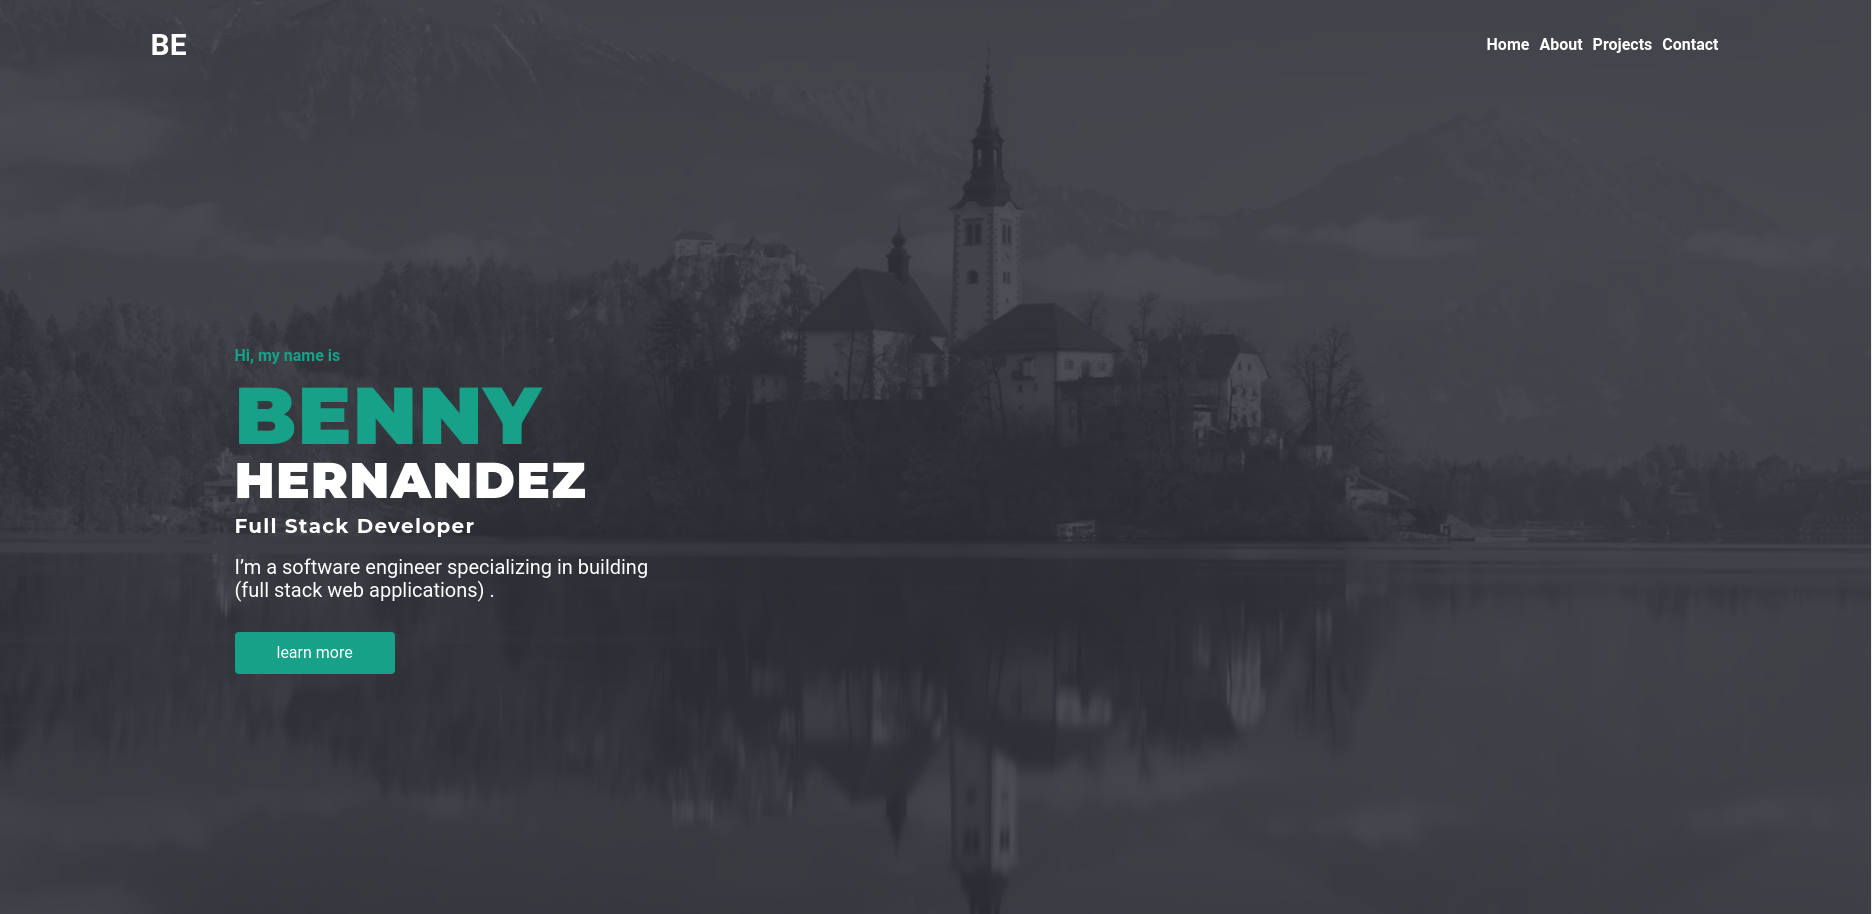 BE
Home About Projects Contact
Hi, my name is
BENNY
HERNANDEZ
Full Stack Developer
I’m a software engineer specializing in building
(full stack web applications) .
learn more